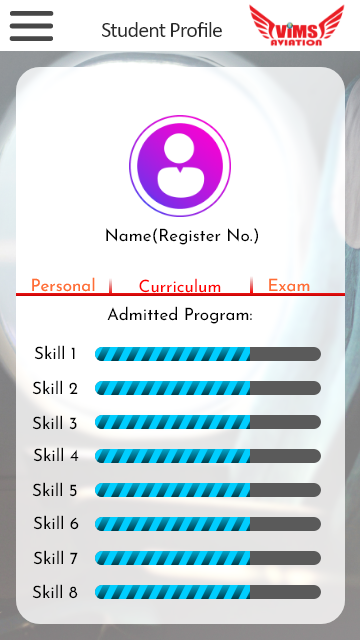 Student Profile
ViMS
AVIATION
Name(Register No.)
Personal
Curriculum
Exam
Admitted Program:
Skill 1
Skill 2
Skill 3
Skill 4
Skill 5
Skill 6
Skill 7
Skill 8